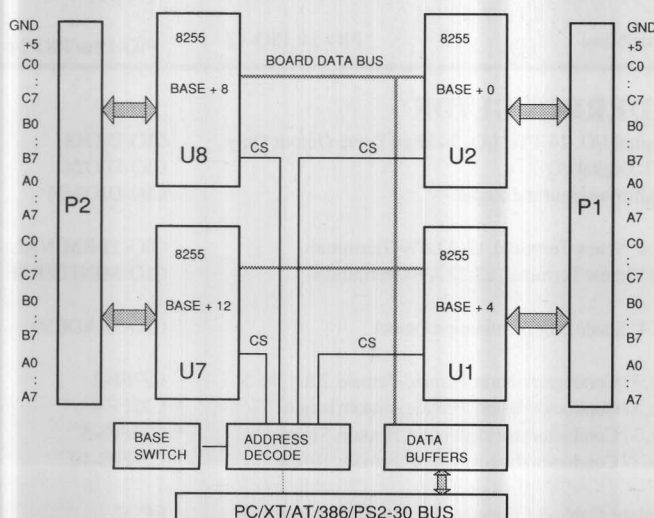 GND
+5
C0
:
C7
B0
:
B7
A0
:
A7
C0
:
C7
B0
:
B7
A0
:
A7
P2
8255
BASE + 8
U8
CS
BOARD DATA BUS
8255
BASE + 0
U2
CS
8255
BASE + 12
U7
CS
8255
BASE + 4
U1
CS
P1
GND
+5
C0
:
C7
B0
:
B7
A0
:
A7
C0
:
C7
B0
:
B7
A0
:
A7
BASE
SWITCH
ADDRESS
DECODE
DATA
BUFFERS
PC/XT/AT/386/PS2-30 BUS